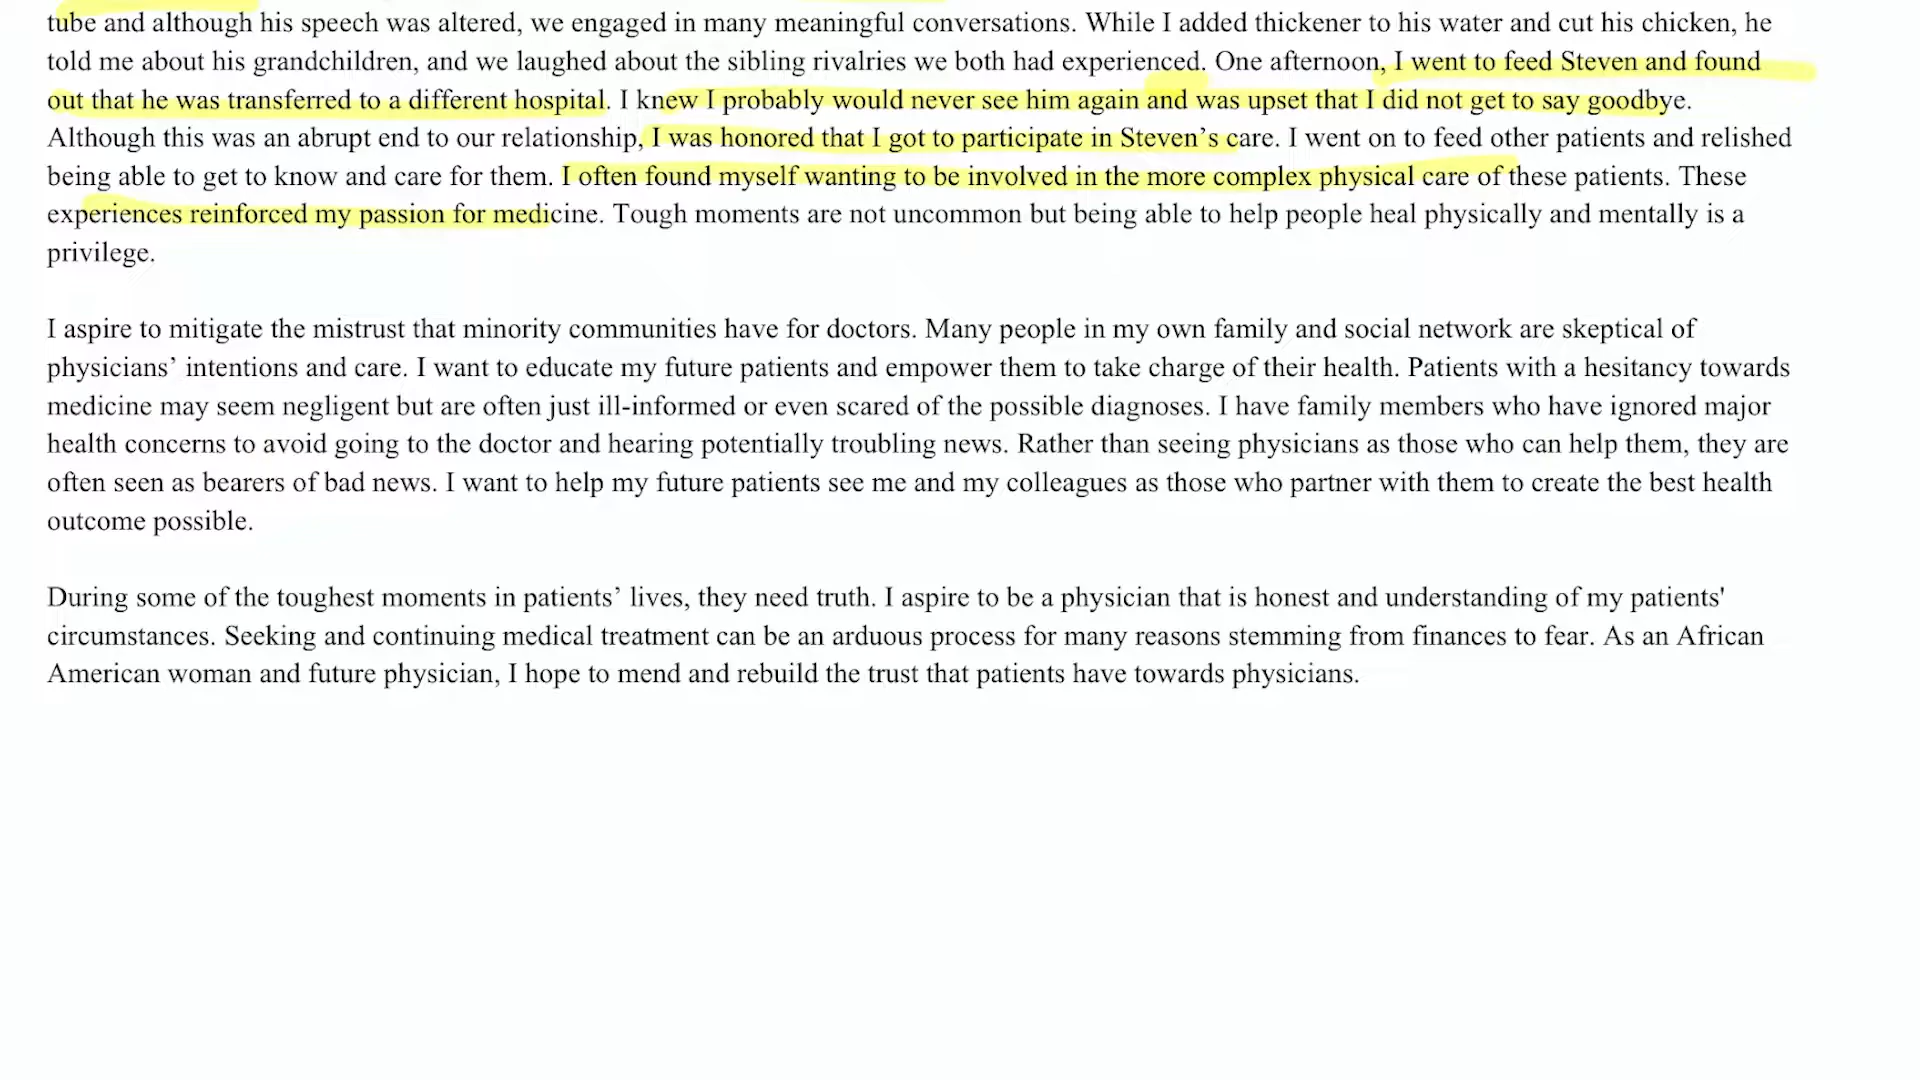 tube and although his speech was altered, we engaged in many meaningful conversations. While I added thickener to his water and cut his chicken, he
told me about his grandchildren, and we laughed about the sibling rivalries we both had experienced. One afternoon, I went to feed Steven and found
out that he was transferred to a different hospital. I knew I probably would never see him again and was upset that I did not get to say goodbye.
Although this was an abrupt end to our relationship, I was honored that I got to participate in Steven’s care. I went on to feed other patients and relished
being able to get to know and care for them. I often found myself wanting to be involved in the more complex physical care of these patients. These
experiences reinforced my passion for medicine. Tough moments are not uncommon but being able to help people heal physically and mentally is a
privilege.
I aspire to mitigate the mistrust that minority communities have for doctors. Many people in my own family and social network are skeptical of
physicians’ intentions and care. I want to educate my future patients and empower them to take charge of their health. Patients with a hesitancy towards
medicine may seem negligent but are often just ill-informed or even scared of the possible diagnoses. I have family members who have ignored major
health concerns to avoid going to the doctor and hearing potentially troubling news. Rather than seeing physicians as those who can help them, they are
often seen as bearers of bad news. I want to help my future patients see me and my colleagues as those who partner with them to create the best health
outcome possible.
During some of the toughest moments in patients’ lives, they need truth. I aspire to be a physician that is honest and understanding of my patients'
circumstances. Seeking and continuing medical treatment can be an arduous process for many reasons stemming from finances to fear. As an African
American woman and future physician, I hope to mend and rebuild the trust that patients have towards physicians.